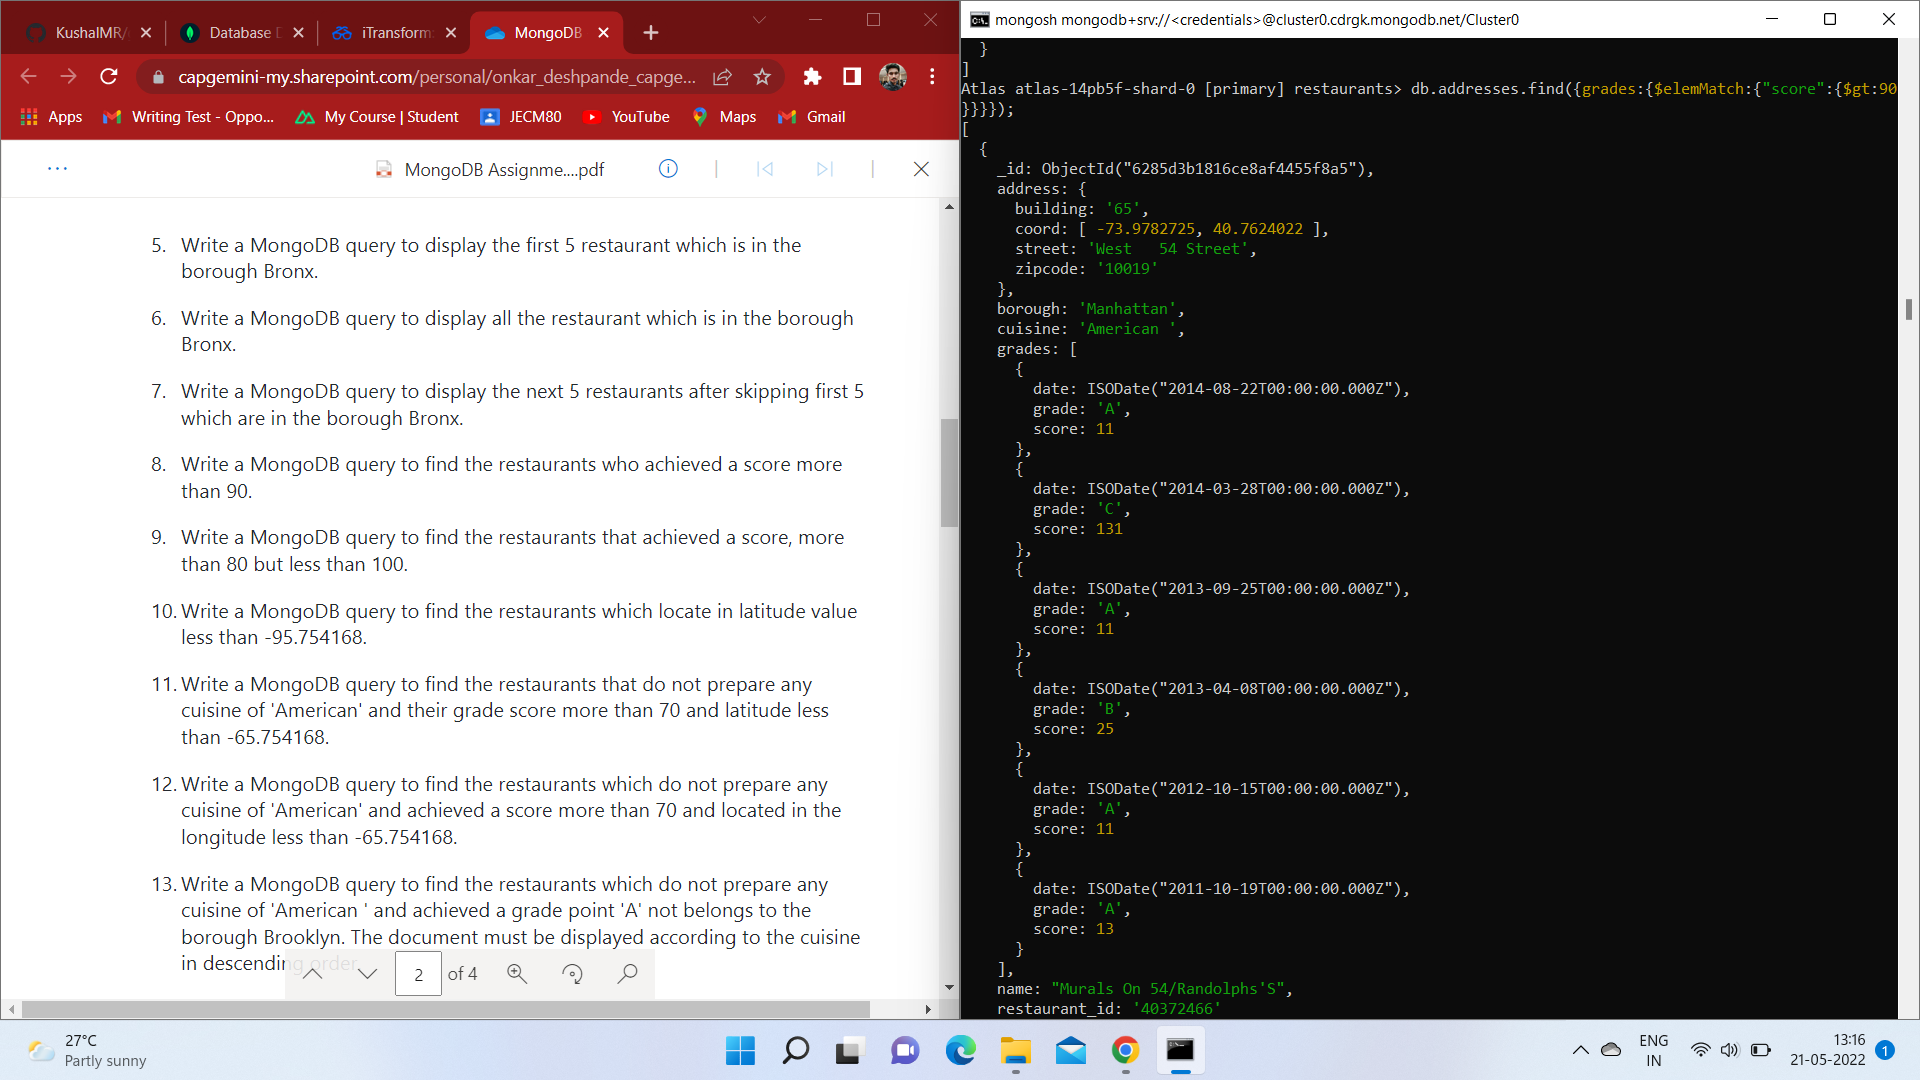 KushalMR/
Database D
iTransform
MongoDB
capgemini-my.sharepoint.com/personal/onkar_deshpande_capge...
Apps
Writing Test - Oppo...
My Course | Student
JECM80
YouTube
Maps
Gmail
MongoDB Assignme....pdf
5. Write a MongoDB query to display the first 5 restaurant which is in the
borough Bronx.
6. Write a MongoDB query to display all the restaurant which is in the borough
Bronx.
7. Write a MongoDB query to display the next 5 restaurants after skipping first 5
which are in the borough Bronx.
8. Write a MongoDB query to find the restaurants who achieved a score more
than 90.
9. Write a MongoDB query to find the restaurants that achieved a score, more
than 80 but less than 100.
10. Write a MongoDB query to find the restaurants which locate in latitude value
less than -95.754168.
11. Write a MongoDB query to find the restaurants that do not prepare any
cuisine of 'American' and their grade score more than 70 and latitude less
than -65.754168.
12. Write a MongoDB query to find the restaurants which do not prepare any
cuisine of 'American' and achieved a score more than 70 and located in the
longitude less than -65.754168.
13. Write a MongoDB query to find the restaurants which do not prepare any
cuisine of 'American ' and achieved a grade point 'A' not belongs to the
borough Brooklyn. The document must be displayed according to the cuisine
in descending order
2 of 4
mongosh mongodb+srv://<credentials>@cluster0.cdrgk.mongodb.net/Cluster0
}
]
Atlas atlas-14pb5f-shard-0 [primary] restaurants> db.addresses.find({grades:{$elemMatch:{"score":{$gt:90
}}}});
[
{
_id: ObjectId("6285d3b1816ce8af4455f8a5"),
address: {
building: '65',
coord: [ -73.9782725, 40.7624022 ],
street: 'West   54 Street',
zipcode: '10019'
},
borough: 'Manhattan',
cuisine: 'American ',
grades: [
{
date: ISODate("2014-08-22T00:00:00.000Z"),
grade: 'A',
score: 11
},
{
date: ISODate("2014-03-28T00:00:00.000Z"),
grade: 'C',
score: 131
},
{
date: ISODate("2013-09-25T00:00:00.000Z"),
grade: 'A',
score: 11
},
{
date: ISODate("2013-04-08T00:00:00.000Z"),
grade: 'B',
score: 25
},
{
date: ISODate("2012-10-15T00:00:00.000Z"),
grade: 'A',
score: 11
},
{
date: ISODate("2011-10-19T00:00:00.000Z"),
grade: 'A',
score: 13
}
],
name: "Murals On 54/Randolphs'S",
restaurant_id: '40372466'
27°C
Partly sunny
ENG
IN
13:16
21-05-2022
1